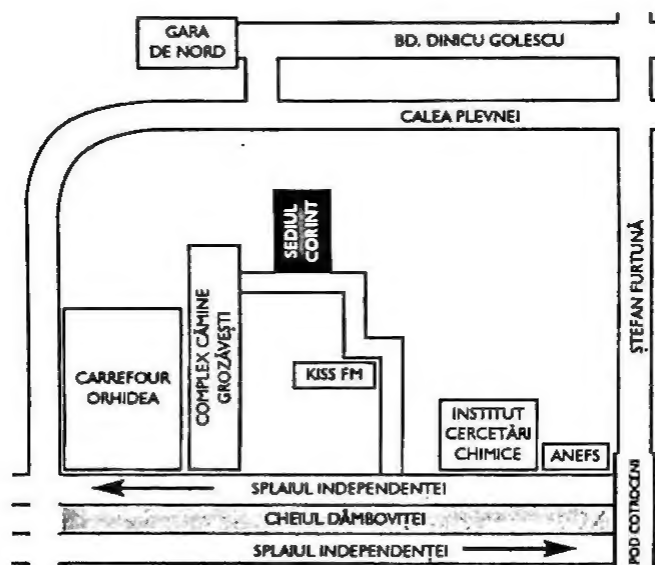 GARA
DE NORD
BD. DINICU GOLESCU
CALEA PLEVNEI
SEDIUL
CORINT
ȘTEFAN FURTUNĂ
COMPLEX CĂMINE
GROZĂVEȘTI
CARREFOUR
ORHIDEA
KISS FM
INSTITUT
CERCETĂRI
CHIMICE
ANEFS
SPLAIUL INDEPENDENȚEI
CHEIUL DÂMBOVIȚEI
SPLAIUL INDEPENDENȚEI
POD COTROCENI